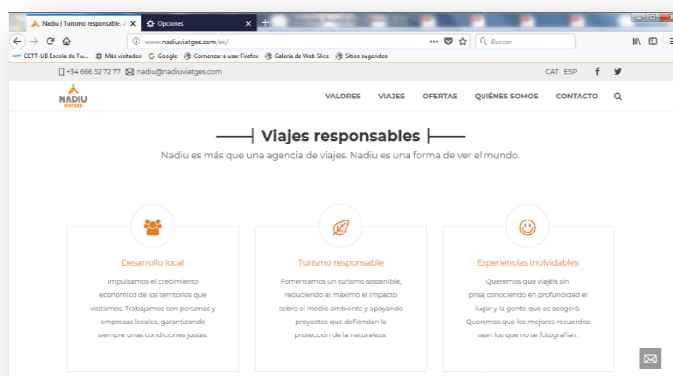 Nadiu | Turismo responsable. A X Opciones X +
www.nadiuviatges.com/es/ Buscar
CETT-UB Escola de Tu... Más visitados Google Comenzar a usar Firefox Galería de Web Slice Sitios sugeridos
+34 666 52 72 77 nadiu@nadiuviatges.com CAT ESP
NADIU
VIATGES
VALORES VIAJES OFERTAS QUIÉNES SOMOS CONTACTO
Viajes responsables
Nadiu es más que una agencia de viajes. Nadiu es una forma de ver el mundo.
Desarrollo local
Impulsamos el crecimiento
económico de los territorios que
visitamos. Trabajamos con personas y
empresas locales, garantizando
siempre unas condiciones justas.
Turismo responsable
Fomentamos un turismo sostenible,
reduciendo al máximo el impacto
sobre el medio ambiente y apoyando
proyectos que defiendan la
protección de la naturaleza.
Experiencias inolvidables
Queremos que viajéis sin
prisa, conociendo en profundidad el
lugar y la gente que os acogerá.
Queremos que los mejores recuerdos
sean los que no se fotografían.